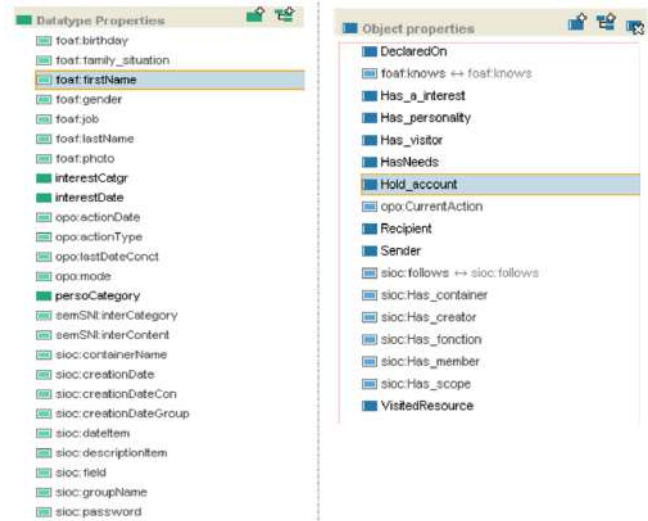 Datatype Properties
foaf:birthday
foaf:family_situation
foaf:firstName
foaf:gender
foaf:job
foaf:lastName
foaf:photo
interestCatgr
interestDate
opo:actionDate
opo:actionType
opo:lastDateConct
opo:mode
persoCategory
semSNI:interCategory
semSNI:interContent
sioc:containerName
sioc:creationDate
sioc:creationDateCon
sioc:creationDateGroup
sioc:dateItem
sioc:descriptionItem
sioc:field
sioc:groupName
sioc:password
Object properties
DeclaredOn
foaf:knows ↔ foaf:knows
Has_a_interest
Has_personality
Has_visitor
HasNeeds
Hold_account
opo:CurrentAction
Recipient
Sender
sioc:follows ↔ sioc:follows
sioc:Has_container
sioc:Has_creator
sioc:Has_fonction
sioc:Has_member
sioc:Has_scope
VisitedResource